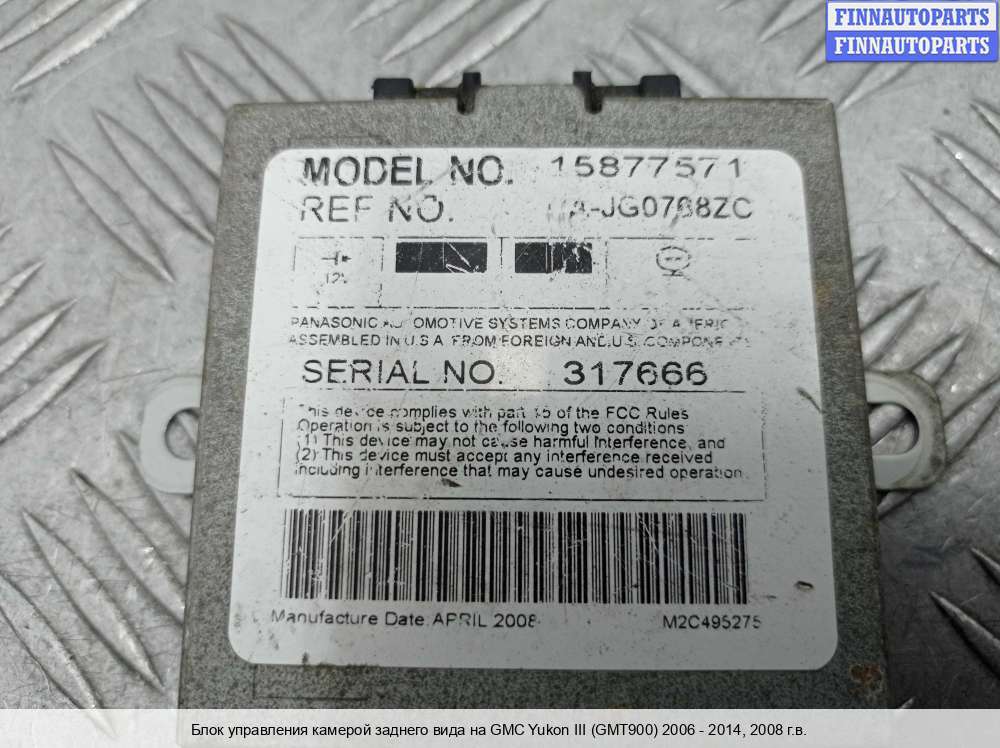 FINNAUTOPARTS
FINNAUTOPARTS
MODEL NO. 15877571
REF NO. -JG0768ZC
PANASONIC AUTOMOTIVE SYSTEMS COMPANY OF AMERIC
ASSEMBLED IN U.S.A. FROM FOREIGN AND U.S. COMPONENTS
SERIAL NO. 317666
This device complies with part 15 of the FCC Rules
Operation is subject to the following two conditions
(1) This device may not cause harmful interference, and
(2) This device must accept any interference received
including interference that may cause undesired operation
Manufacture Date: APRIL 2008
M2C495275
Блок управления камерой заднего вида на GMC Yukon III (GMT900) 2006 - 2014, 2008 г.в.